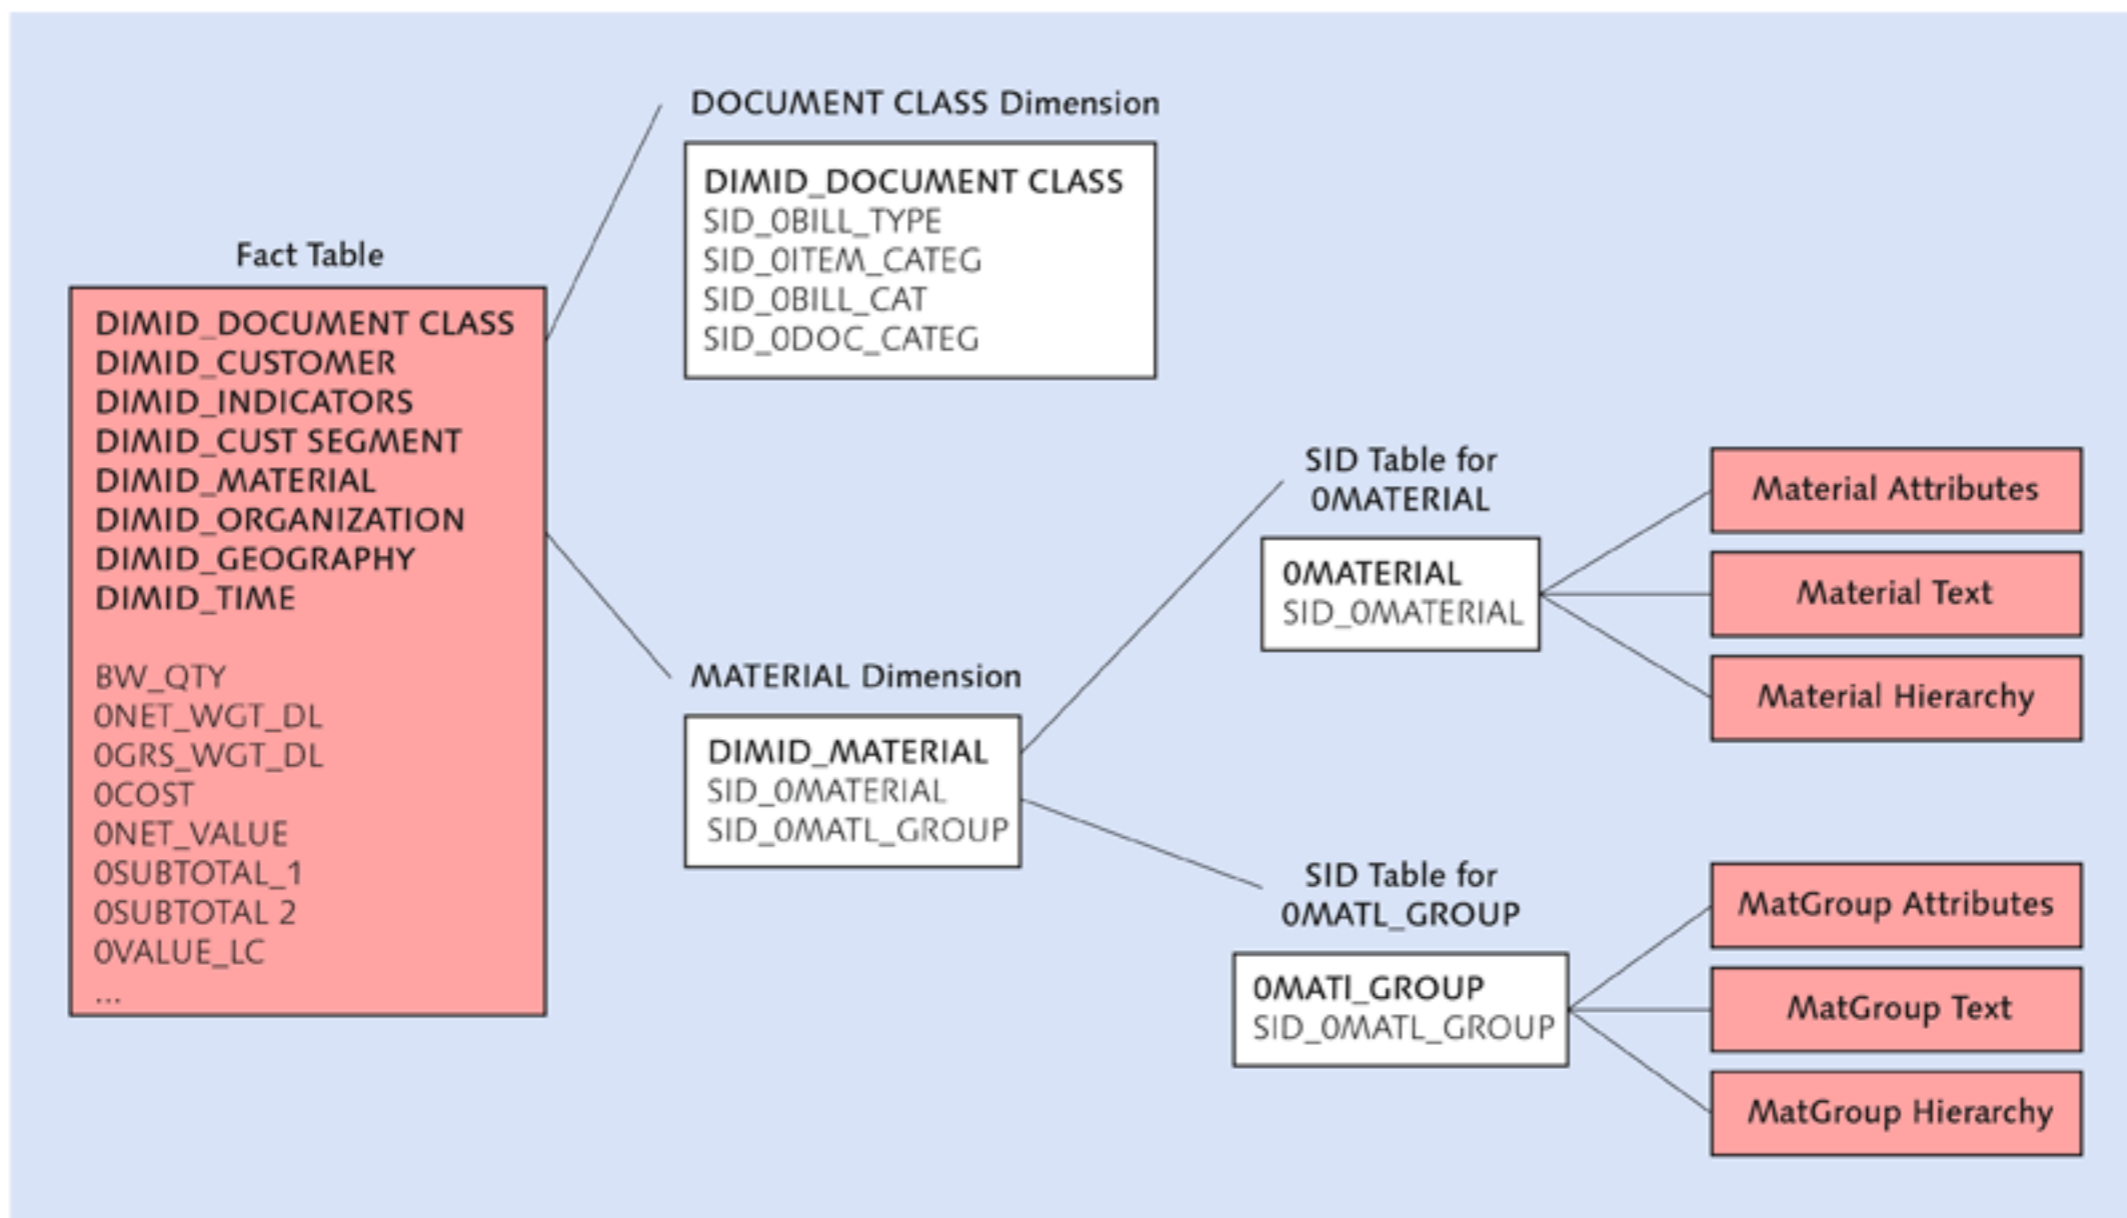 DOCUMENT CLASS Dimension
DIMID_DOCUMENT CLASS
SID_0BILL_TYPE
SID_0ITEM_CATEG
SID_0BILL_CAT
SID_0DOC_CATEG
Fact Table
DIMID_DOCUMENT CLASS
DIMID_CUSTOMER
DIMID_INDICATORS
DIMID_CUST SEGMENT
DIMID_MATERIAL
DIMID_ORGANIZATION
DIMID_GEOGRAPHY
DIMID_TIME
BW_QTY
0NET_WGT_DL
0GRS_WGT_DL
0COST
0NET_VALUE
0SUBTOTAL_1
0SUBTOTAL 2
0VALUE_LC
...
MATERIAL Dimension
DIMID_MATERIAL
SID_0MATERIAL
SID_0MATL_GROUP
SID Table for
0MATERIAL
0MATERIAL
SID_0MATERIAL
Material Attributes
Material Text
Material Hierarchy
SID Table for
0MATL_GROUP
0MATl_GROUP
SID_0MATL_GROUP
MatGroup Attributes
MatGroup Text
MatGroup Hierarchy